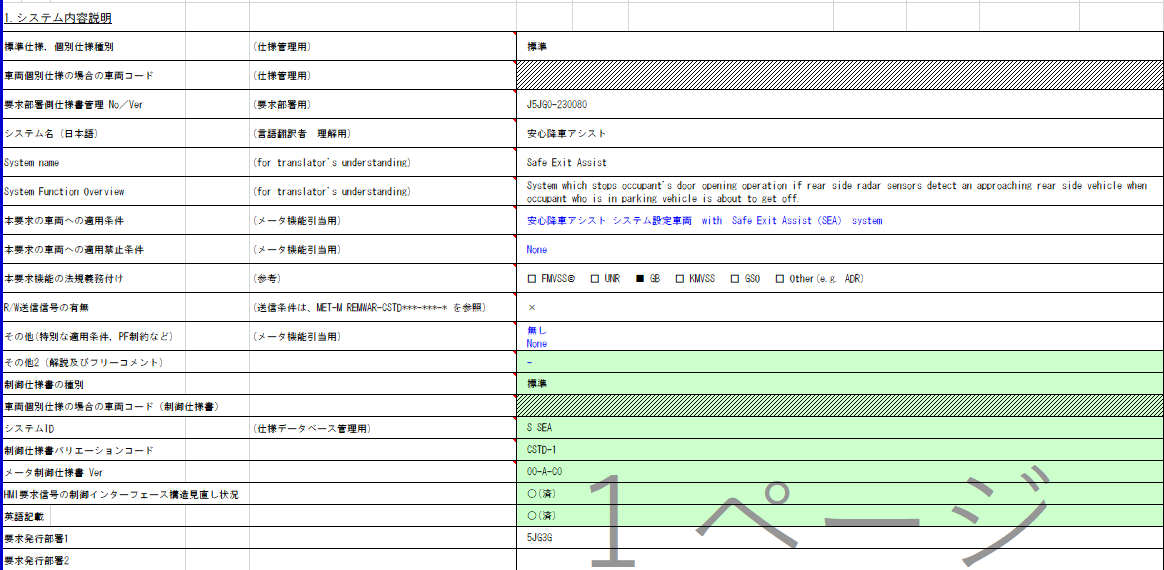 1. システム内容説明
標準仕様，個別仕様種別 (仕様管理用) 標準
車両個別仕様の場合の車両コード (仕様管理用)
要求部署側仕様書管理 No／Ver (要求部署用) J5JG0-230080
システム名（日本語） (言語翻訳者　理解用) 安心降車アシスト
System name (for translator's understanding) Safe Exit Assist
System Function Overview (for translator's understanding) System which stops occupant's door opening operation if rear side radar sensors detect an approaching rear side vehicle when
occupant who is in parking vehicle is about to get off.
本要求の車両への適用条件 (メータ機能引当用) 安心降車アシスト システム設定車両　with　Safe Exit Assist (SEA)　system
本要求の車両への適用禁止条件 (メータ機能引当用) None
本要求機能の法規義務付け (参考) □ FMVSS© □ UNR ■ GB □ KMVSS □ GSO □ Other(e.g. ADR)
R/W送信信号の有無 (送信条件は、MET-M_REMWAR-CSTD***-***-* を参照) ×
その他(特別な適用条件，PF制約など) (メータ機能引当用) 無し
None
その他2（解説及びフリーコメント） -
制御仕様書の種別 標準
車両個別仕様の場合の車両コード（制御仕様書）
システムID (仕様データベース管理用) S_SEA
制御仕様書バリエーションコード CSTD-1
メータ制御仕様書 Ver 00-A-C0
HMI要求信号の制御インターフェース構造見直し状況 〇(済)
英語記載 〇(済)
要求発行部署1 5JG3G
要求発行部署2
1 ページ